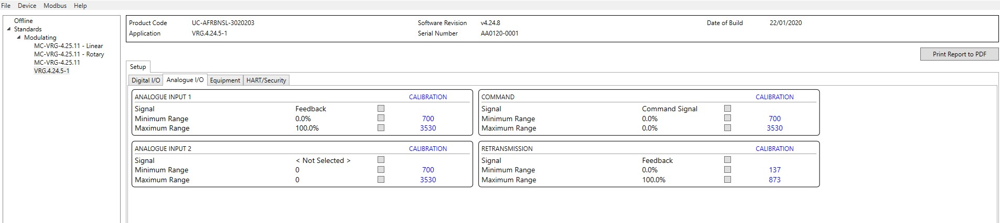 File Device Modbus Help
Offline
Standards
Modulating
MC-VRG-4.25.11 - Linear
MC-VRG-4.25.11 - Rotary
MC-VRG-4.25.11
VRG.4.24.5-1
Product Code UC-AFRBNSL-3020203 Software Revision v4.24.8 Date of Build 22/01/2020
Application VRG.4.24.5-1 Serial Number AA0120-0001
Print Report to PDF
Setup
Digital I/O Analogue I/O Equipment HART/Security
ANALOGUE INPUT 1 CALIBRATION
Signal Feedback
Minimum Range 0.0% 700
Maximum Range 100.0% 3530
COMMAND CALIBRATION
Signal Command Signal
Minimum Range 0.0% 700
Maximum Range 0.0% 3530
ANALOGUE INPUT 2 CALIBRATION
Signal < Not Selected >
Minimum Range 0 700
Maximum Range 0 3530
RETRANSMISSION CALIBRATION
Signal Feedback
Minimum Range 0.0% 137
Maximum Range 100.0% 873